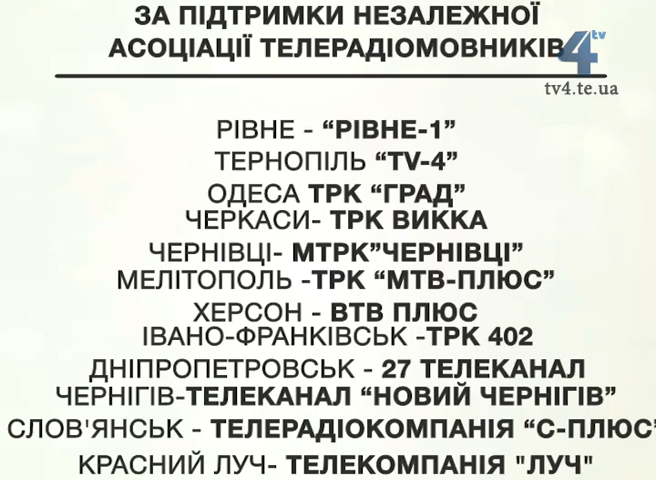 ЗА ПІДТРИМКИ НЕЗАЛЕЖНОЇ
АСОЦІАЦІЇ ТЕЛЕРАДІОМОВНИКІВ
4 tv
tv4.te.ua
РІВНЕ - “РІВНЕ-1”
ТЕРНОПІЛЬ “TV-4”
ОДЕСА ТРК “ГРАД”
ЧЕРКАСИ- ТРК ВИККА
ЧЕРНІВЦІ- МТРК”ЧЕРНІВЦІ”
МЕЛІТОПОЛЬ -ТРК “МТВ-ПЛЮС”
ХЕРСОН - ВТВ ПЛЮС
ІВАНО-ФРАНКІВСЬК -ТРК 402
ДНІПРОПЕТРОВСЬК - 27 ТЕЛЕКАНАЛ
ЧЕРНІГІВ-ТЕЛЕКАНАЛ “НОВИЙ ЧЕРНІГІВ”
СЛОВ'ЯНСЬК - ТЕЛЕРАДІОКОМПАНІЯ “С-ПЛЮС”
КРАСНИЙ ЛУЧ- ТЕЛЕКОМПАНІЯ "ЛУЧ"